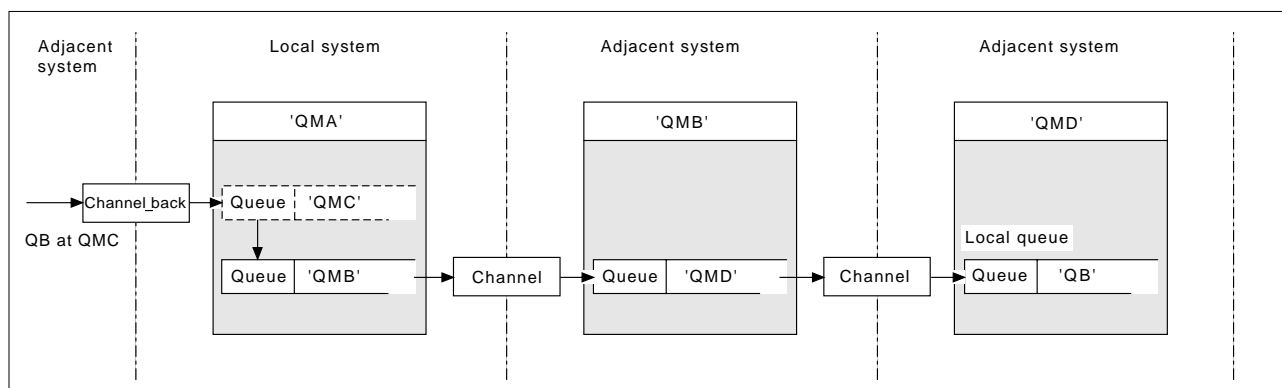 Adjacent
system
Local system
Adjacent system
Adjacent system
'QMA'
'QMB'
'QMD'
Channel_back
Queue 'QMC'
QB at QMC
Local queue
Queue 'QMB'
Channel
Queue 'QMD'
Channel
Queue 'QB'